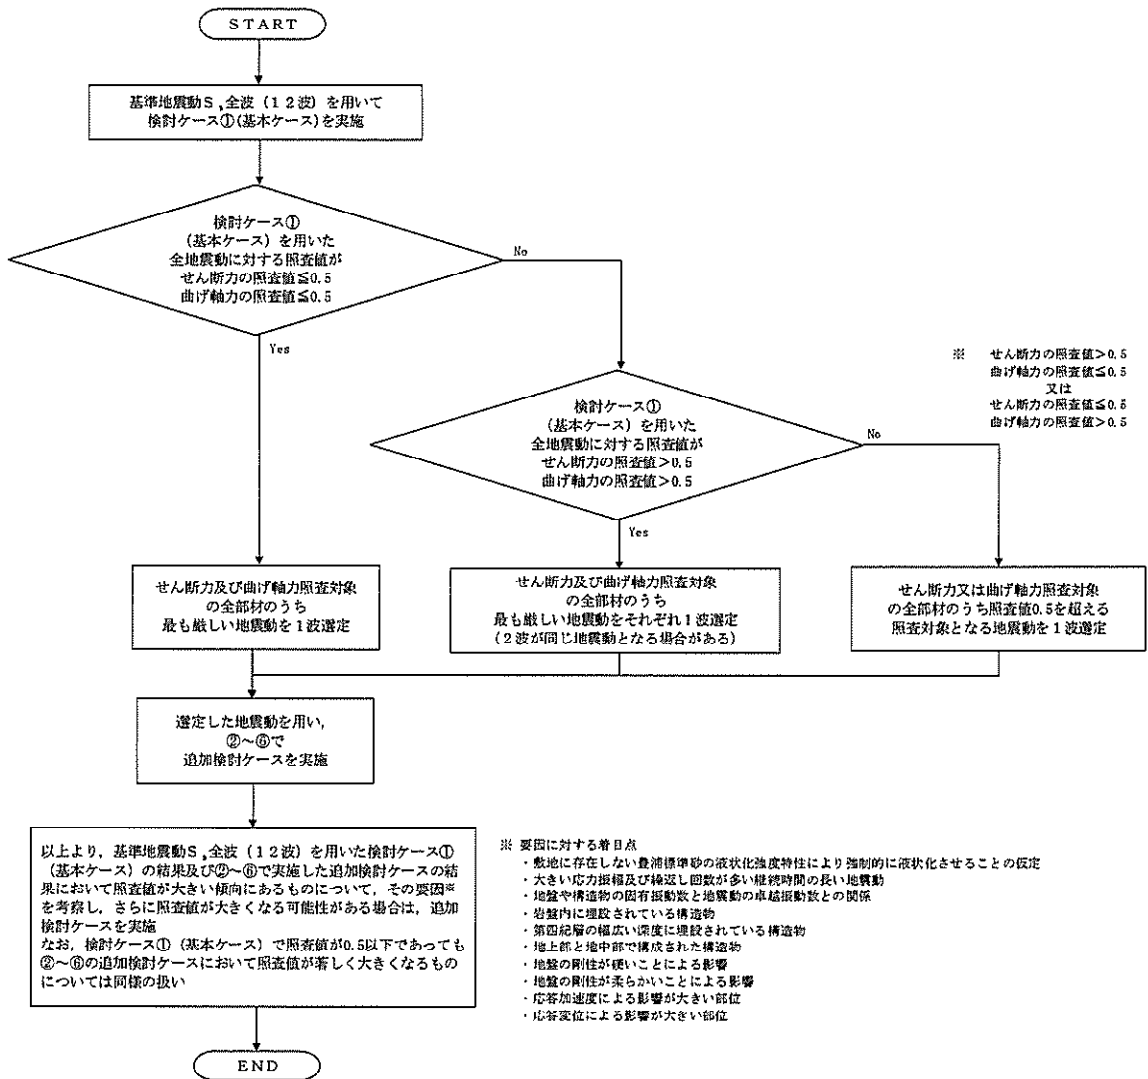 START
基準地震動Ｓｓ全波（１２波）を用いて
検討ケース①(基本ケース)を実施
検討ケース①
(基本ケース）を用いた
全地震動に対する照査値が
せん断力の照査値≦0.5
曲げ軸力の照査値≦0.5
No
Yes
※　せん断力の照査値＞0.5
曲げ軸力の照査値≦0.5
又は
せん断力の照査値≦0.5
曲げ軸力の照査値＞0.5
検討ケース①
(基本ケース）を用いた
全地震動に対する照査値が
せん断力の照査値＞0.5
曲げ軸力の照査値＞0.5
No
Yes
せん断力及び曲げ軸力照査対象
の全部材のうち
最も厳しい地震動を１波選定
せん断力及び曲げ軸力照査対象
の全部材のうち
最も厳しい地震動をそれぞれ１波選定
(２波が同じ地震動となる場合がある)
せん断力又は曲げ軸力照査対象
の全部材のうち照査値0.5を超える
照査対象となる地震動を１波選定
選定した地震動を用い，
②～⑥で
追加検討ケースを実施
以上より，基準地震動Ｓｓ全波（１２波）を用いた検討ケース①
（基本ケース）の結果及び②～⑥で実施した追加検討ケースの結
果において照査値が大きい傾向にあるものについて，その要因※
を考察し，さらに照査値が大きくなる可能性がある場合は，追加
検討ケースを実施
なお，検討ケース①（基本ケース）で照査値が0.5以下であっても
②～⑥の追加検討ケースにおいて照査値が著しく大きくなるもの
については同様の扱い
※ 要因に対する着目点
・敷地に存在しない豊浦標準砂の液状化強度特性により強制的に液状化させることの仮定
・大きい応力振幅及び繰返し回数が多い継続時間の長い地震動
・地盤や構造物の固有振動数と地震動の卓越振動数との関係
・岩盤内に埋設されている構造物
・第四紀層の幅広い深度に埋設されている構造物
・地上部と地中部で構成された構造物
・地盤の剛性が硬いことによる影響
・地盤の剛性が柔らかいことによる影響
・応答加速度による影響が大きい部位
・応答変位による影響が大きい部位
END